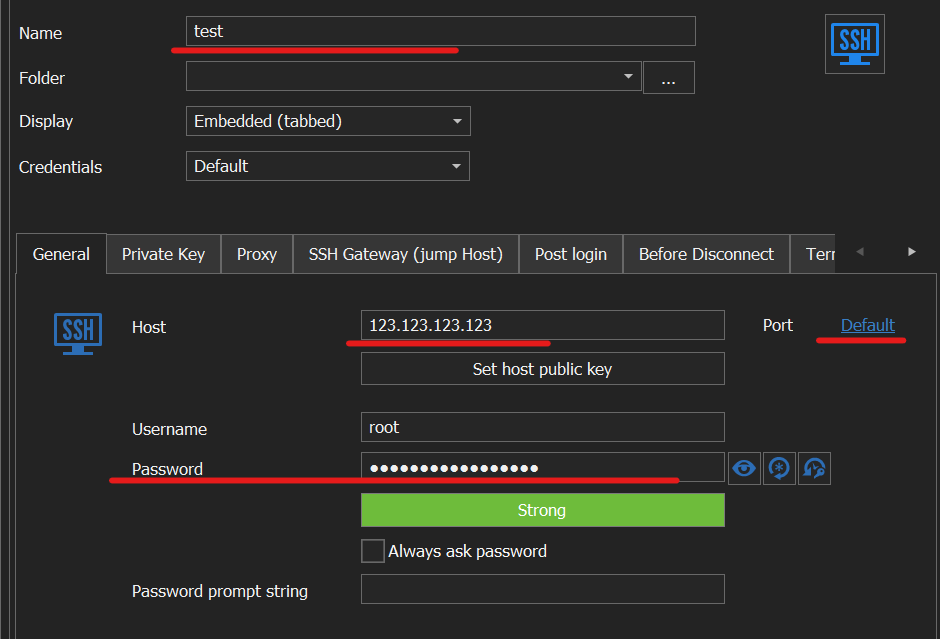 Name test
SSH
Folder ...
Display Embedded (tabbed)
Credentials Default
General Private Key Proxy SSH Gateway (jump Host) Post login Before Disconnect
SSH
Host 123.123.123.123 Port Default
Set host public key
Username root
Password ●●●●●●●●●●●●●●●●●
Strong
Always ask password
Password prompt string